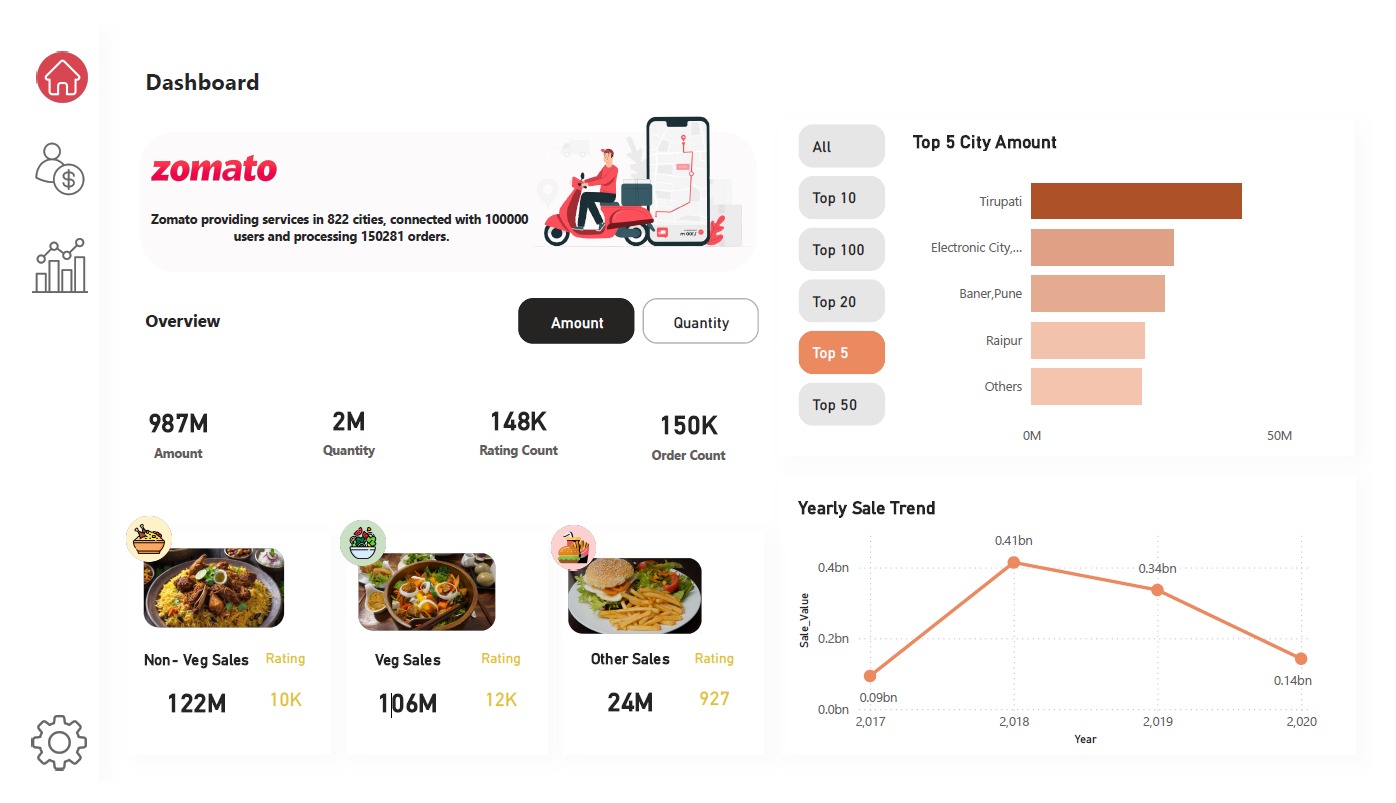 Dashboard
zomato
Zomato providing services in 822 cities, connected with 100000
users and processing 150281 orders.
Overview
Amount
Quantity
987M
Amount
2M
Quantity
148K
Rating Count
150K
Order Count
Non- Veg Sales
Rating
122M
10K
Veg Sales
Rating
106M
12K
Other Sales
Rating
24M
927
All
Top 10
Top 100
Top 20
Top 5
Top 50
Top 5 City Amount
Tirupati
Electronic City,...
Baner,Pune
Raipur
Others
0M
50M
Yearly Sale Trend
Sale_Value
0.4bn
0.2bn
0.0bn
0.09bn
0.41bn
0.34bn
0.14bn
2,017
2,018
2,019
2,020
Year